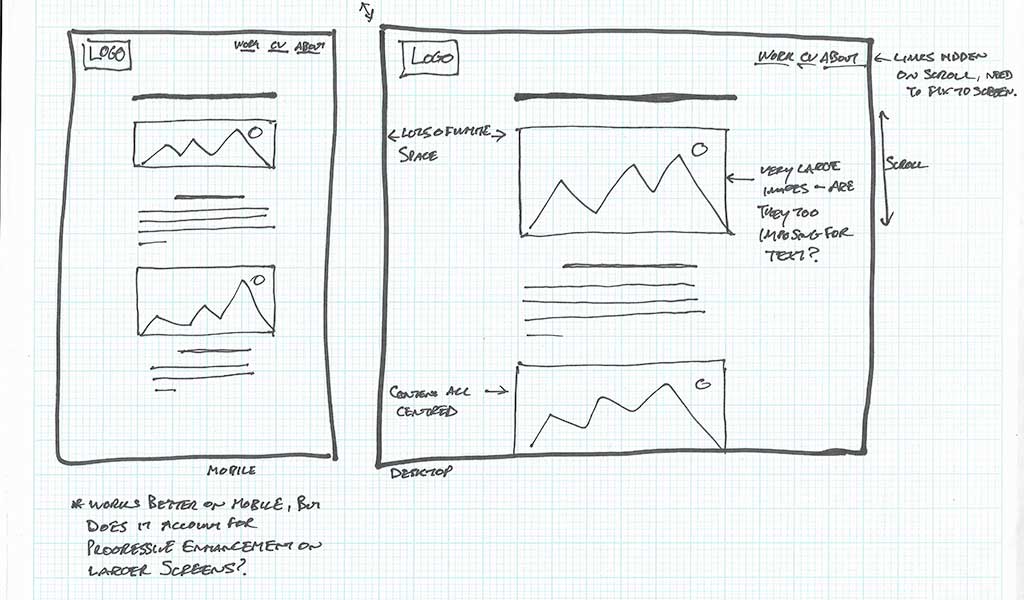 LOGO
WORK CV ABOUT
MOBILE
* WORKS BETTER ON MOBILE, BUT
DOES IT ACCOUNT FOR
PROGRESSIVE ENHANCEMENT ON
LARGER SCREENS?
LOGO
WORK CV ABOUT
← LINKS HIDDEN
ON SCROLL, NEED
TO FIX TO SCREEN.
LOTS OF WHITE
SPACE
SCROLL
VERY LARGE
IMAGES - ARE
THEY TOO
IMPOSING FOR
TEXT?
CONTENT ALL
CENTRED
DESKTOP